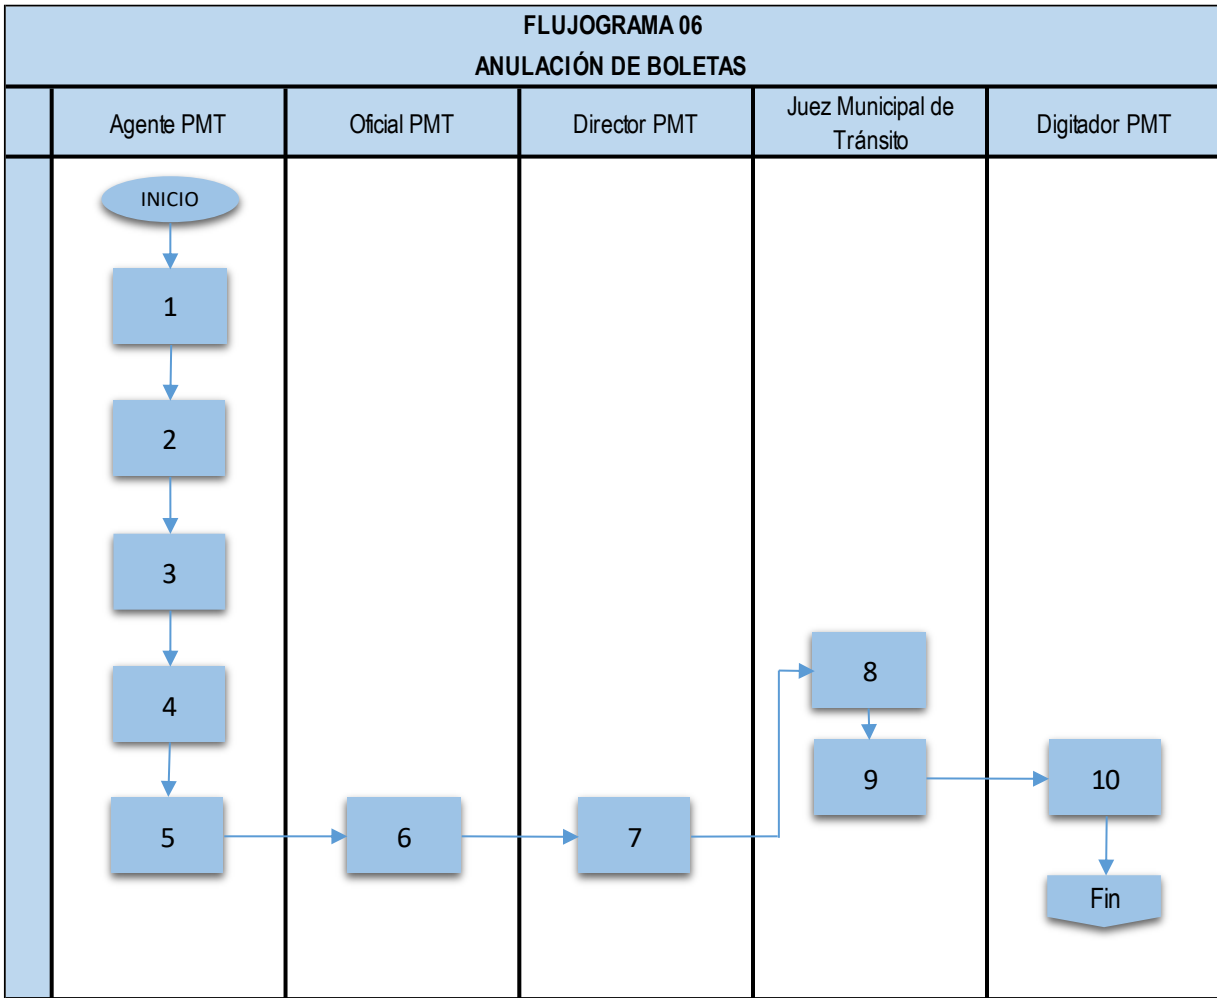 FLUJOGRAMA 06
ANULACIÓN DE BOLETAS
Agente PMT
Oficial PMT
Director PMT
Juez Municipal de
Tránsito
Digitador PMT
INICIO
1
2
3
4
5
6
7
8
9
10
Fin